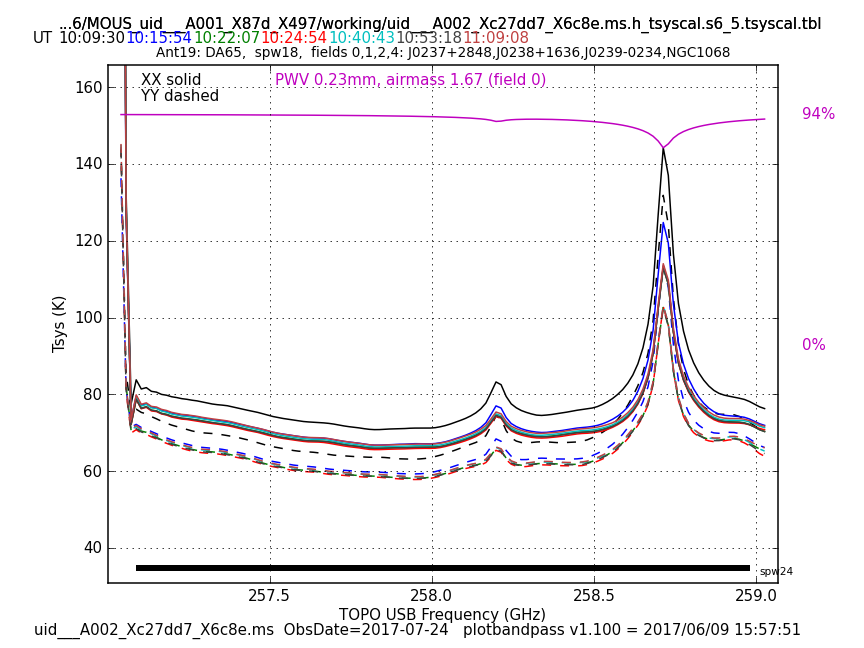 ...6/MOUS_uid___A001_X87d_X497/working/uid___A002_Xc27dd7_X6c8e.ms.h_tsyscal.s6_5.tsyscal.tbl
UT 10:09:30 10:15:54 10:22:07 10:24:54 10:40:43 10:53:18 11:09:08
Ant19: DA65, spw18, fields 0,1,2,4: J0237+2848,J0238+1636,J0239-0234,NGC1068
XX solid PWV 0.23mm, airmass 1.67 (field 0)
YY dashed
94%
0%
160
140
120
100
80
60
40
Tsys (K)
spw24
257.5 258.0 258.5 259.0
TOPO USB Frequency (GHz)
uid___A002_Xc27dd7_X6c8e.ms ObsDate=2017-07-24 plotbandpass v1.100 = 2017/06/09 15:57:51